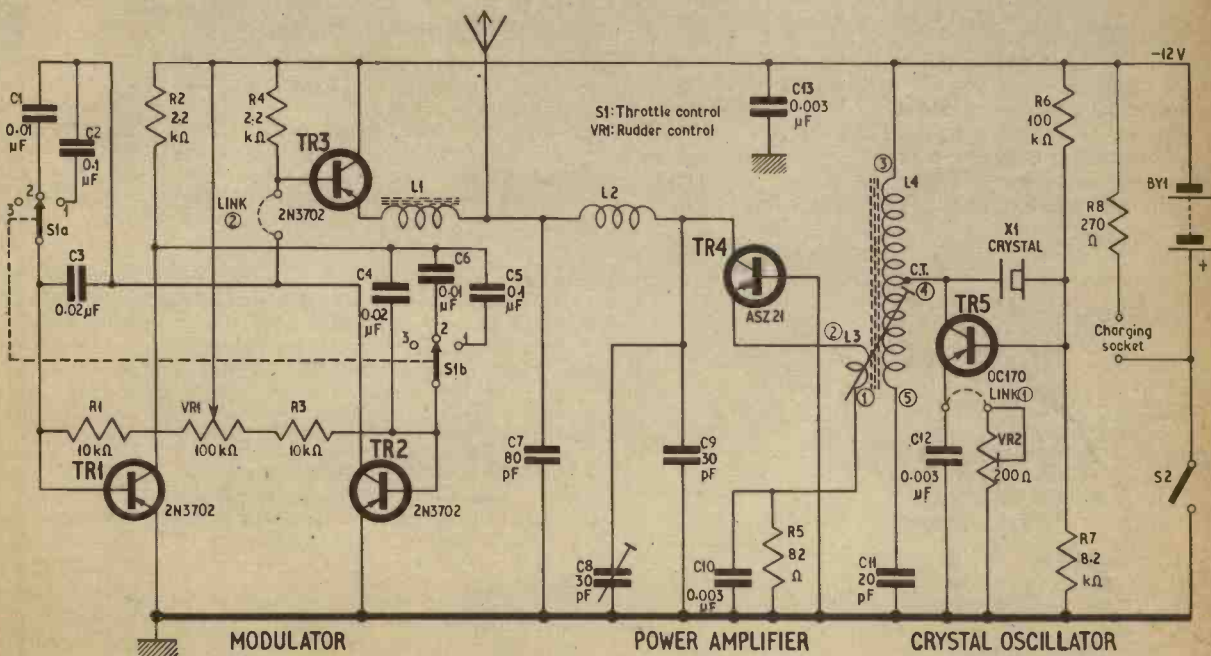 -12V
C1
0.01
µF
C2
0.1
µF
R2
2.2
kΩ
R4
2.2
kΩ
TR3
2N3702
LINK
②
L1
S1: Throttle control
VR1: Rudder control
C13
0.003
µF
3
2
1
S1a
C3
0.02µF
C4
0.02
µF
C6
0.01
µF
C5
0.1
µF
3
2
1
S1b
L2
TR4
ASZ21
③
L4
②
L3
①
C.T.
④
⑤
R6
100
kΩ
X1
CRYSTAL
TR5
OC170
LINK ①
R8
270
Ω
BY1
+
Charging
socket
R1
10kΩ
VR1
100kΩ
R3
10kΩ
TR1
2N3702
TR2
2N3702
C7
80
pF
C9
30
pF
C8
30
pF
C10
0.003
µF
R5
82
Ω
C11
20
pF
C12
0.003
µF
VR2
200Ω
R7
8.2
kΩ
S2
MODULATOR
POWER AMPLIFIER
CRYSTAL OSCILLATOR